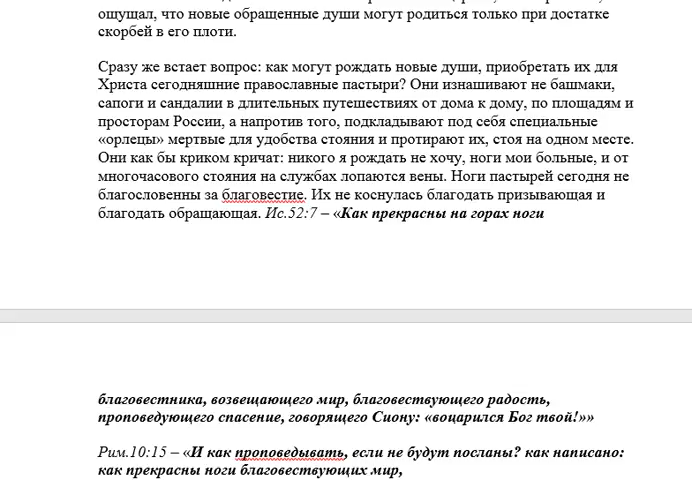 ощущал, что новые обращенные души могут родиться только при достатке
скорбей в его плоти.
Сразу же встает вопрос: как могут рождать новые души, приобретать их для
Христа сегодняшние православные пастыри? Они изнашивают не башмаки,
сапоги и сандалии в длительных путешествиях от дома к дому, по площадям и
просторам России, а напротив того, подкладывают под себя специальные
«орлецы» мертвые для удобства стояния и протирают их, стоя на одном месте.
Они как бы криком кричат: никого я рождать не хочу, ноги мои больные, и от
многочасового стояния на службах лопаются вены. Ноги пастырей сегодня не
благословенны за благовестие. Их не коснулась благодать призывающая и
благодать обращающая. Ис.52:7 – «Как прекрасны на горах ноги
благовестника, возвещающего мир, благовествующего радость,
проповедующего спасение, говорящего Сиону: «воцарился Бог твой!»»
Рим.10:15 – «И как проповедывать, если не будут посланы? как написано:
как прекрасны ноги благовествующих мир,